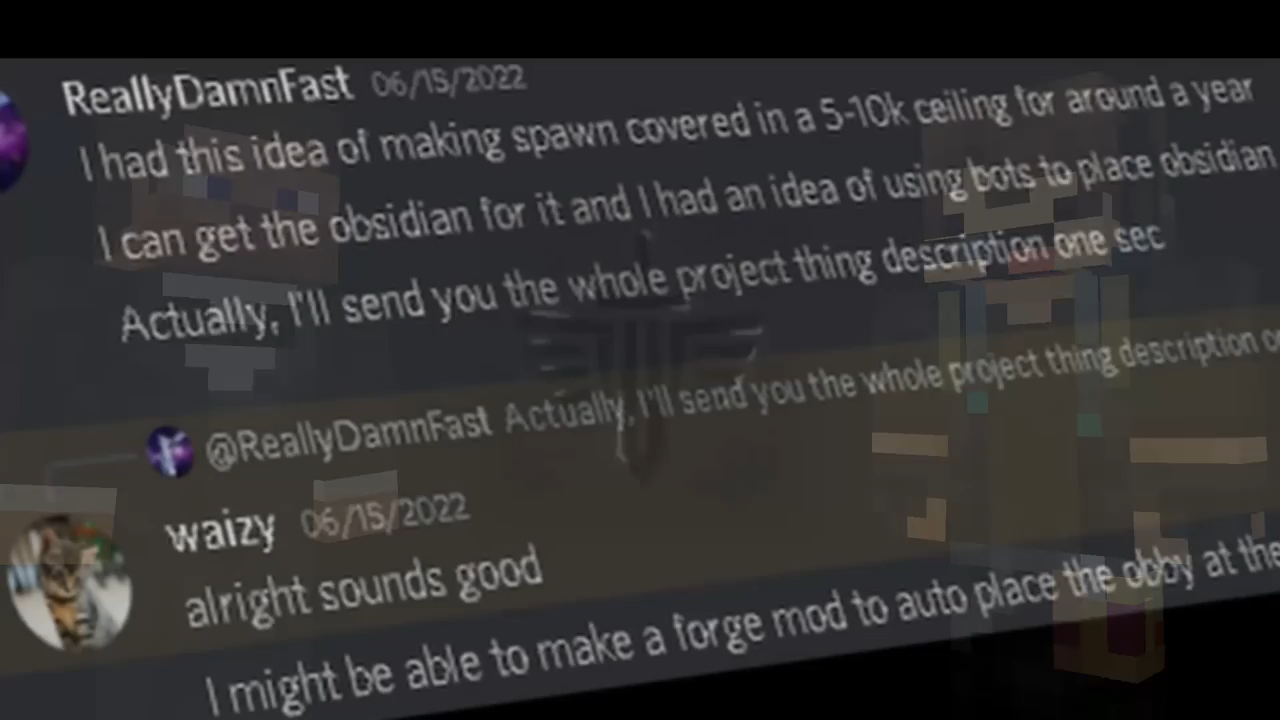 ReallyDamnFast 06/15/2022
I had this idea of making spawn covered in a 5-10k ceiling for around a year
I can get the obsidian for it and I had an idea of using bots to place obsidian
Actually, I'll send you the whole project thing description one sec
@ReallyDamnFast Actually, I'll send you the whole project thing description
waizy 06/15/2022
alright sounds good
I might be able to make a forge mod to auto place the obby at the